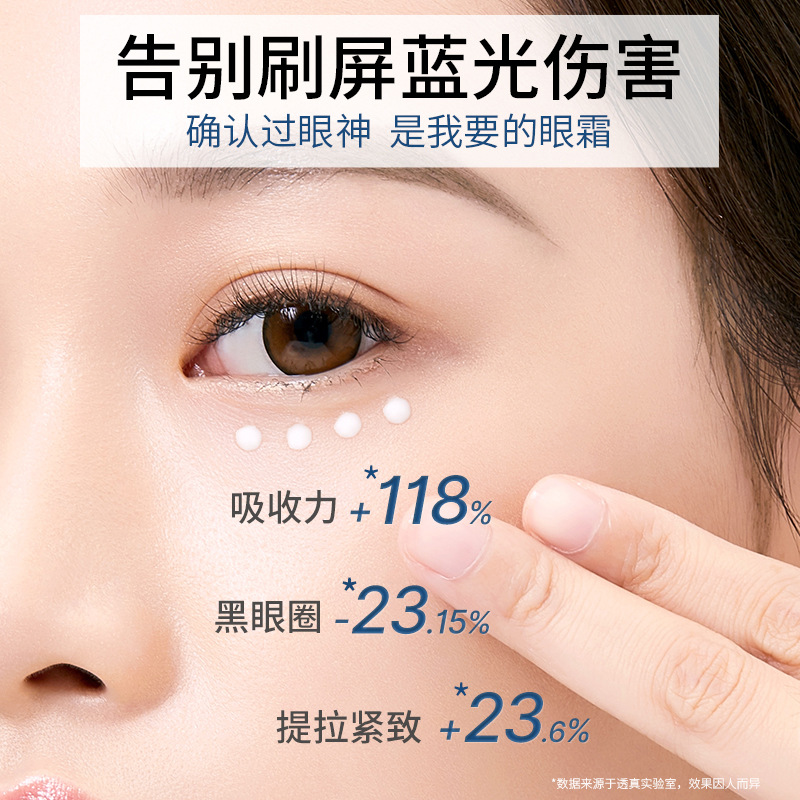 告别刷屏蓝光伤害
确认过眼神 是我要的眼霜
吸收力 +*118%
黑眼圈 -*23.15%
提拉紧致 +*23.6%
*数据来源于透真实验室，效果因人而异